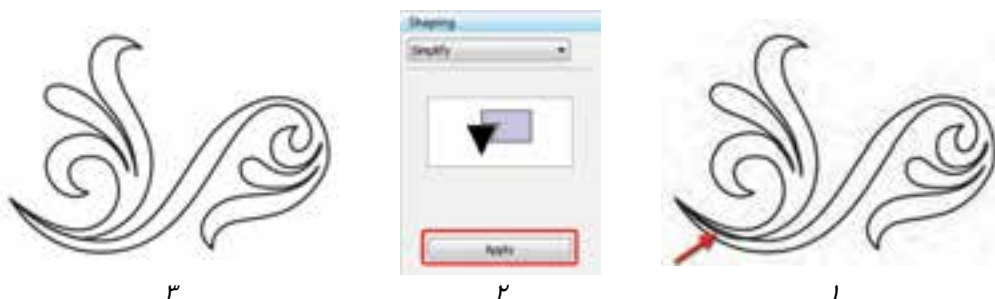 Shaping
Simplify
Apply
۱
۲
۳